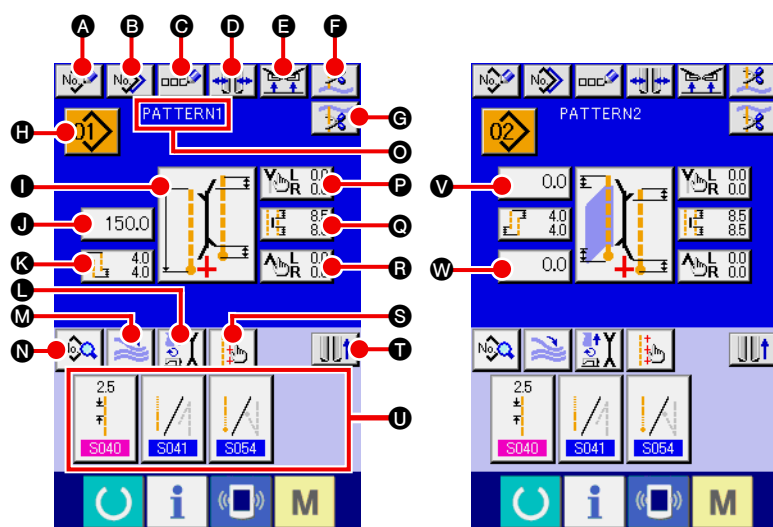 A B C D E F
No. No.
No. No.
G
H 01 PATTERN1
02 PATTERN2
O
I
Y L 0.0 P
R 0.0
V 0.0
Y L 0.0
R 0.0
J 150.0
8.5 Q
8.5
4.0
4.0
8.5
8.5
K 4.0
4.0
L R 0.0 R
L 0.0
W 0.0
L 0.0
R 0.0
L
M
S
N No. T
No.
2.5
S040 S041 S054 U
2.5
S040 S041 S054
i M
i M